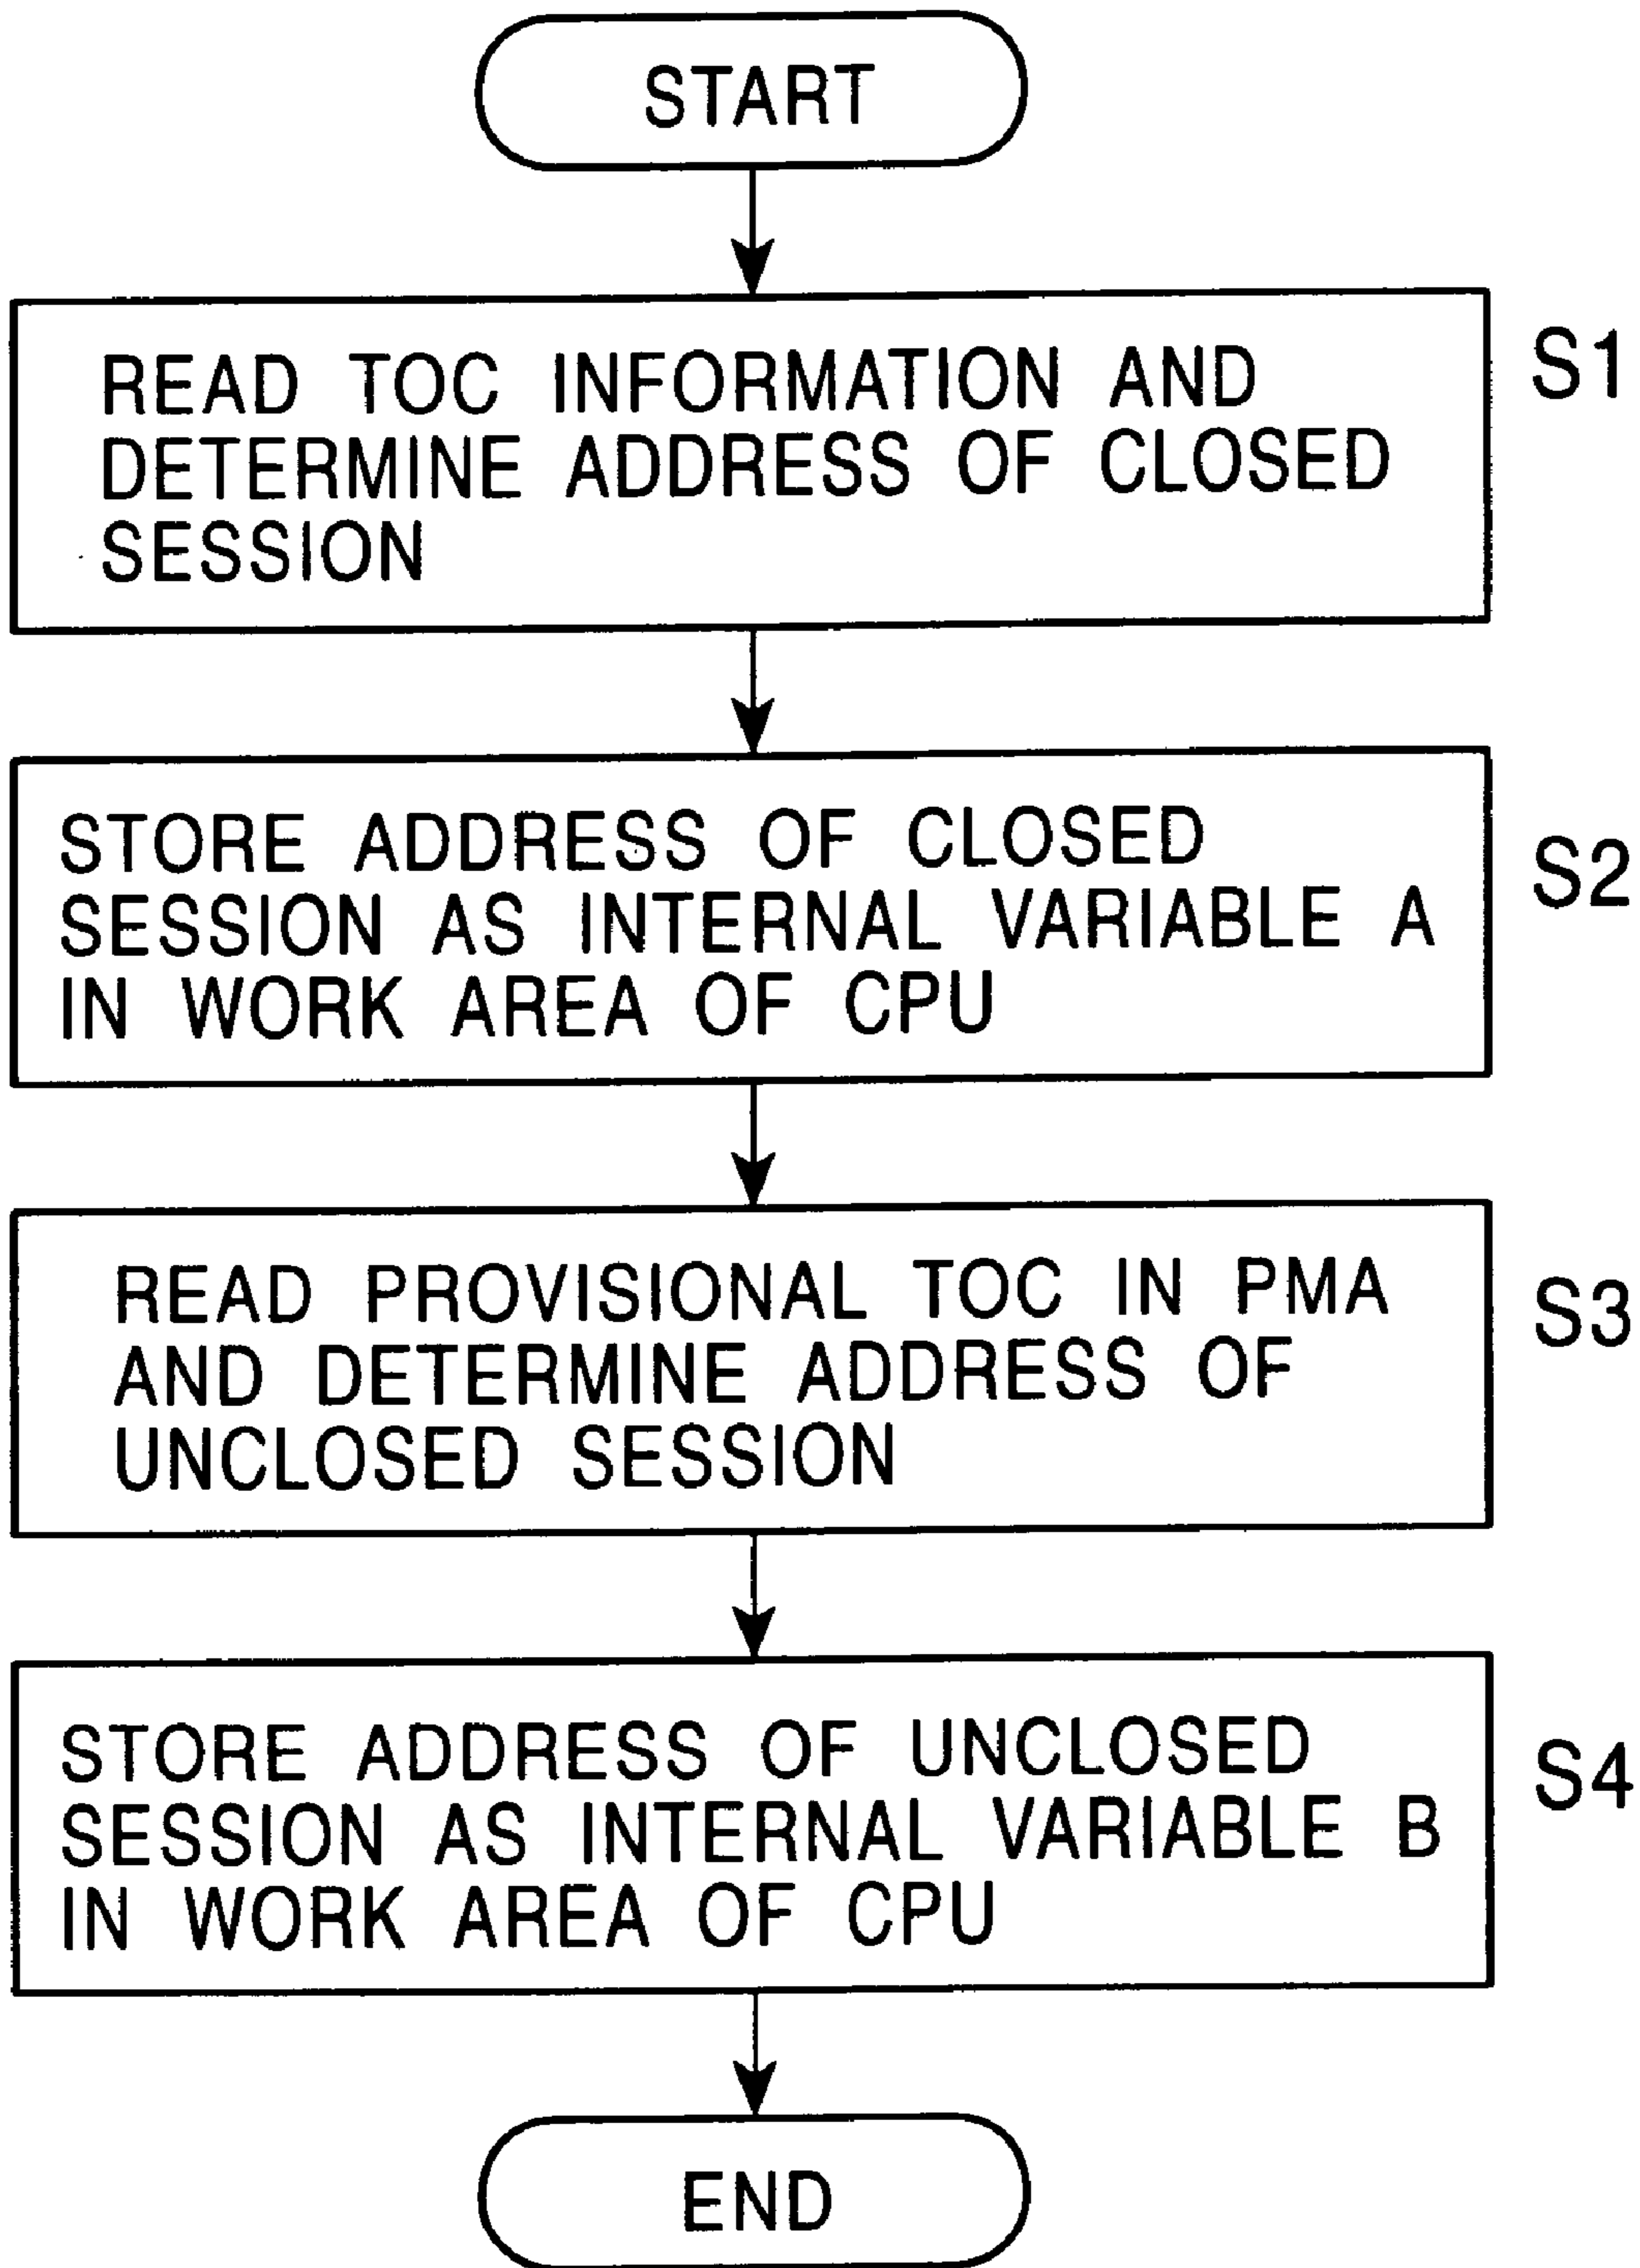 START
READ TOC INFORMATION AND
DETERMINE ADDRESS OF CLOSED
SESSION
S1
STORE ADDRESS OF CLOSED
SESSION AS INTERNAL VARIABLE A
IN WORK AREA OF CPU
S2
READ PROVISIONAL TOC IN PMA
AND DETERMINE ADDRESS OF
UNCLOSED SESSION
S3
STORE ADDRESS OF UNCLOSED
SESSION AS INTERNAL VARIABLE B
IN WORK AREA OF CPU
S4
END